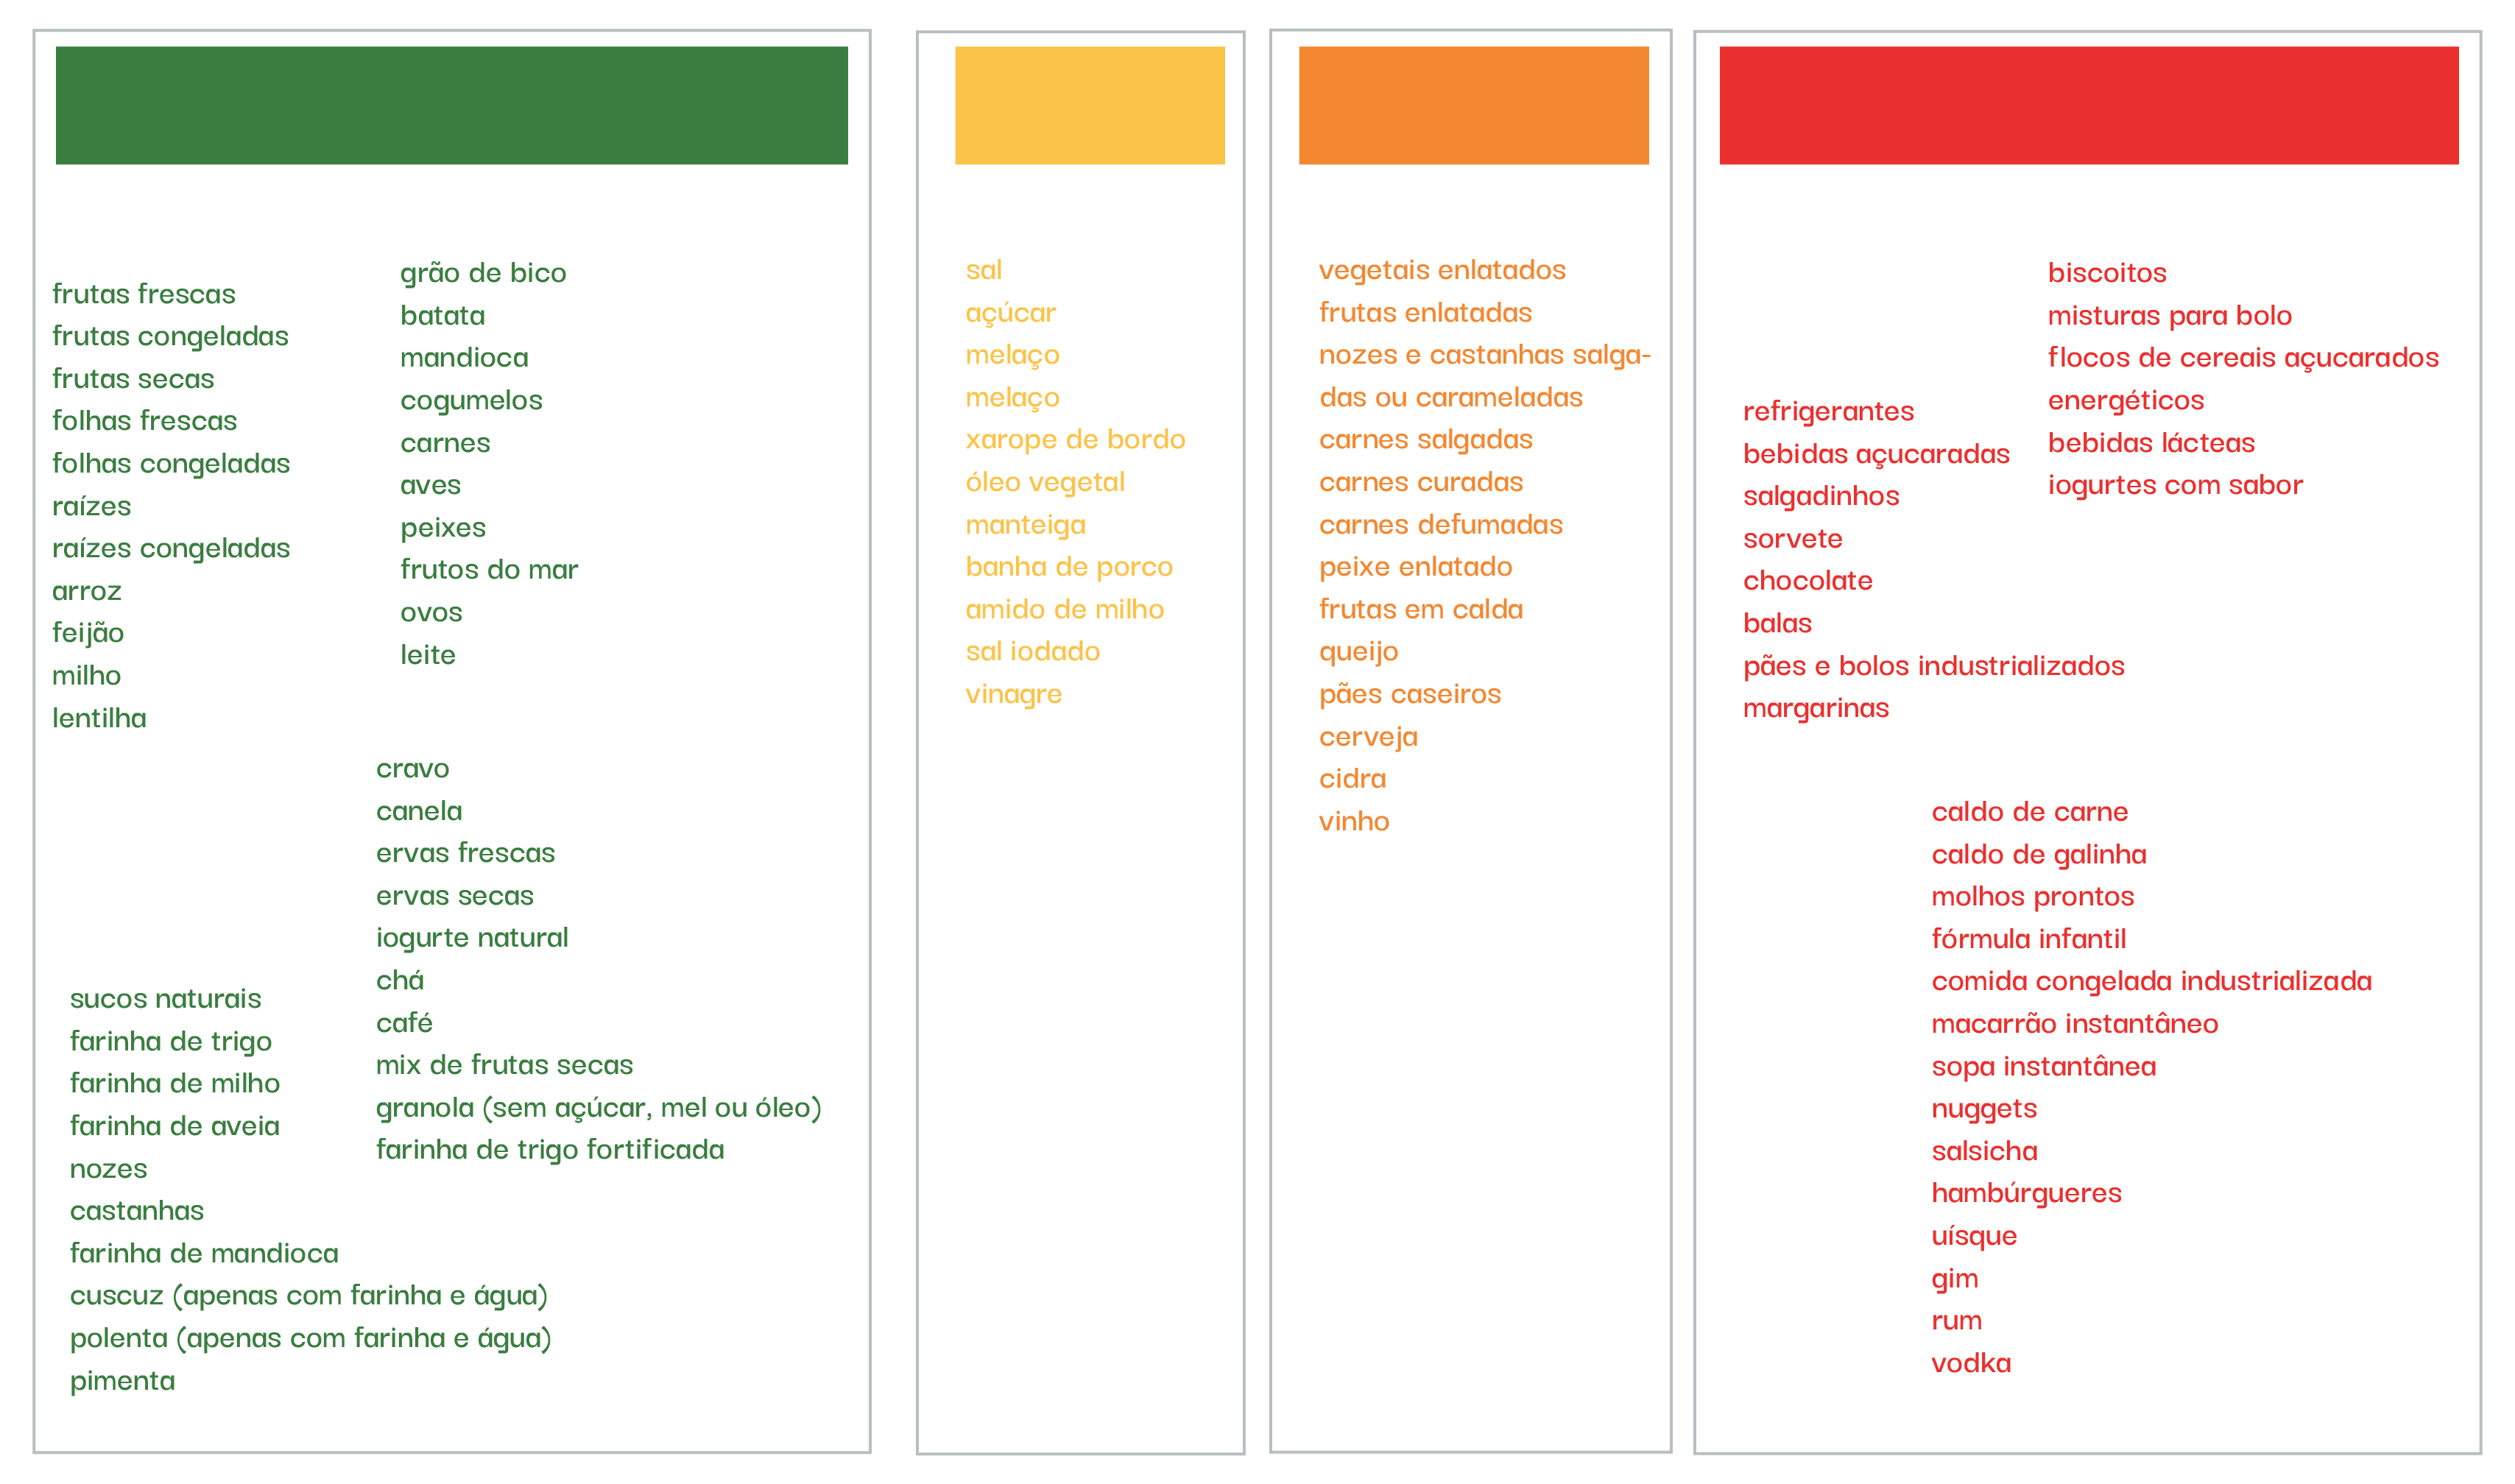 frutas frescas
frutas congeladas
frutas secas
folhas frescas
folhas congeladas
raízes
raízes congeladas
arroz
feijão
milho
lentilha
grão de bico
batata
mandioca
cogumelos
carnes
aves
peixes
frutos do mar
ovos
leite
sucos naturais
farinha de trigo
farinha de milho
farinha de aveia
nozes
castanhas
farinha de mandioca
cuscuz (apenas com farinha e água)
polenta (apenas com farinha e água)
pimenta
cravo
canela
ervas frescas
ervas secas
iogurte natural
chá
café
mix de frutas secas
granola (sem açúcar, mel ou óleo)
farinha de trigo fortificada
sal
açúcar
melaço
melaço
xarope de bordo
óleo vegetal
manteiga
banha de porco
amido de milho
sal iodado
vinagre
vegetais enlatados
frutas enlatadas
nozes e castanhas salga-
das ou carameladas
carnes salgadas
carnes curadas
carnes defumadas
peixe enlatado
frutas em calda
queijo
pães caseiros
cerveja
cidra
vinho
refrigerantes
bebidas açucaradas
salgadinhos
sorvete
chocolate
balas
pães e bolos industrializados
margarinas
biscoitos
misturas para bolo
flocos de cereais açucarados
energéticos
bebidas lácteas
iogurtes com sabor
caldo de carne
caldo de galinha
molhos prontos
fórmula infantil
comida congelada industrializada
macarrão instantâneo
sopa instantânea
nuggets
salsicha
hambúrgueres
uísque
gim
rum
vodka